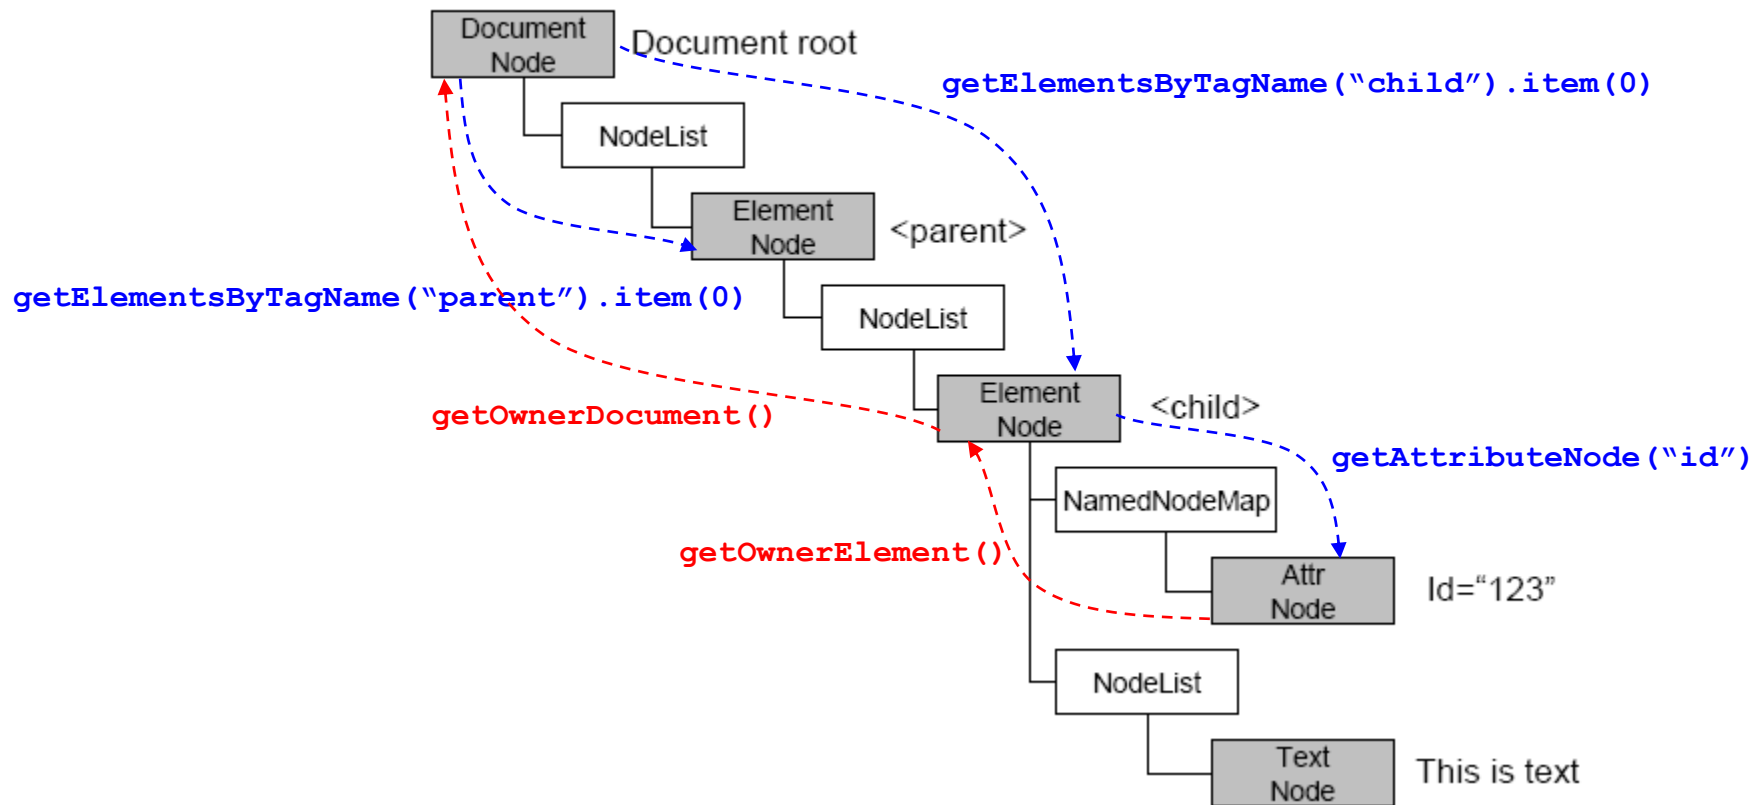 Document
Node
Document root
getElementsByTagName(“child”).item(0)
NodeList
Element
Node
<parent>
getElementsByTagName(“parent”).item(0)
NodeList
Element
Node
<child>
getOwnerDocument()
getAttributeNode(“id”)
NamedNodeMap
getOwnerElement()
Attr
Node
Id=“123”
NodeList
Text
Node
This is text